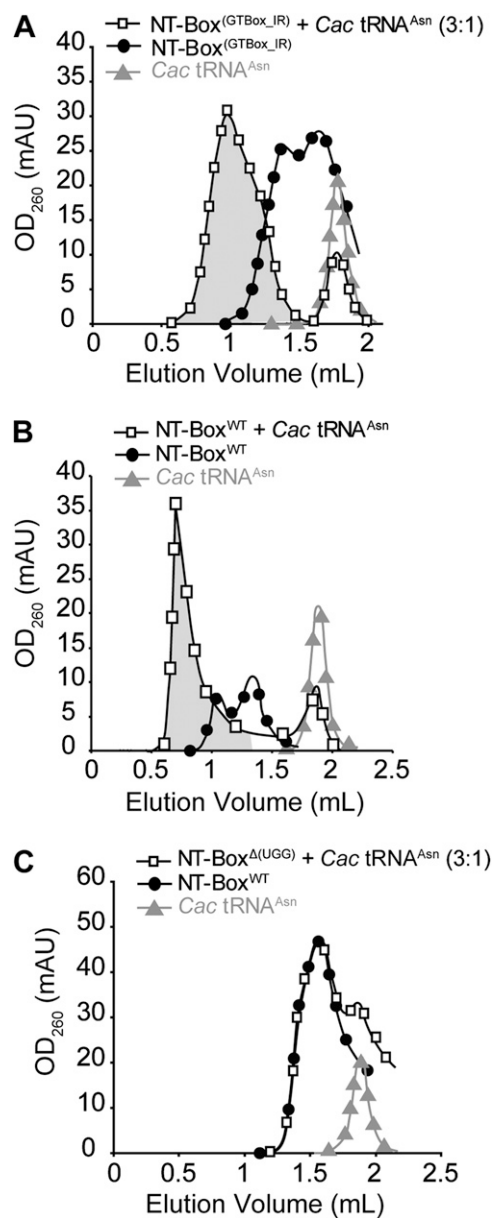 A
NT-Box(GTBox_IR) + Cac tRNAAsn (3:1)
NT-Box(GTBox_IR)
Cac tRNAAsn
40
35
30
25
20
15
10
5
0
OD260 (mAU)
0 0.5 1 1.5 2
Elution Volume (mL)
B
NT-BoxWT + Cac tRNAAsn
NT-BoxWT
Cac tRNAAsn
40
35
30
25
20
15
10
5
0
OD260 (mAU)
0 0.5 1 1.5 2 2.5
Elution Volume (mL)
C
NT-BoxΔ(UGG) + Cac tRNAAsn (3:1)
NT-BoxWT
Cac tRNAAsn
60
50
40
30
20
10
0
OD260 (mAU)
0 0.5 1 1.5 2 2.5
Elution Volume (mL)